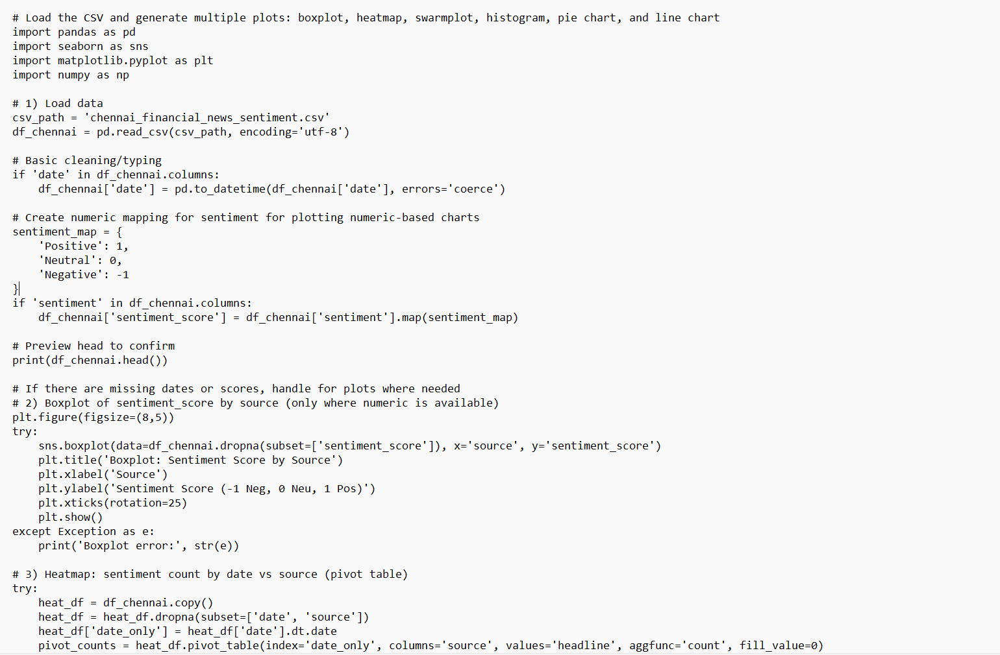 # Load the CSV and generate multiple plots: boxplot, heatmap, swarmplot, histogram, pie chart, and line chart
import pandas as pd
import seaborn as sns
import matplotlib.pyplot as plt
import numpy as np

# 1) Load data
csv_path = 'chennai_financial_news_sentiment.csv'
df_chennai = pd.read_csv(csv_path, encoding='utf-8')

# Basic cleaning/typing
if 'date' in df_chennai.columns:
    df_chennai['date'] = pd.to_datetime(df_chennai['date'], errors='coerce')

# Create numeric mapping for sentiment for plotting numeric-based charts
sentiment_map = {
    'Positive': 1,
    'Neutral': 0,
    'Negative': -1
}
if 'sentiment' in df_chennai.columns:
    df_chennai['sentiment_score'] = df_chennai['sentiment'].map(sentiment_map)

# Preview head to confirm
print(df_chennai.head())

# If there are missing dates or scores, handle for plots where needed
# 2) Boxplot of sentiment_score by source (only where numeric is available)
plt.figure(figsize=(8,5))
try:
    sns.boxplot(data=df_chennai.dropna(subset=['sentiment_score']), x='source', y='sentiment_score')
    plt.title('Boxplot: Sentiment Score by Source')
    plt.xlabel('Source')
    plt.ylabel('Sentiment Score (-1 Neg, 0 Neu, 1 Pos)')
    plt.xticks(rotation=25)
    plt.show()
except Exception as e:
    print('Boxplot error:', str(e))

# 3) Heatmap: sentiment count by date vs source (pivot table)
try:
    heat_df = df_chennai.copy()
    heat_df = heat_df.dropna(subset=['date', 'source'])
    heat_df['date_only'] = heat_df['date'].dt.date
    pivot_counts = heat_df.pivot_table(index='date_only', columns='source', values='headline', aggfunc='count', fill_value=0)